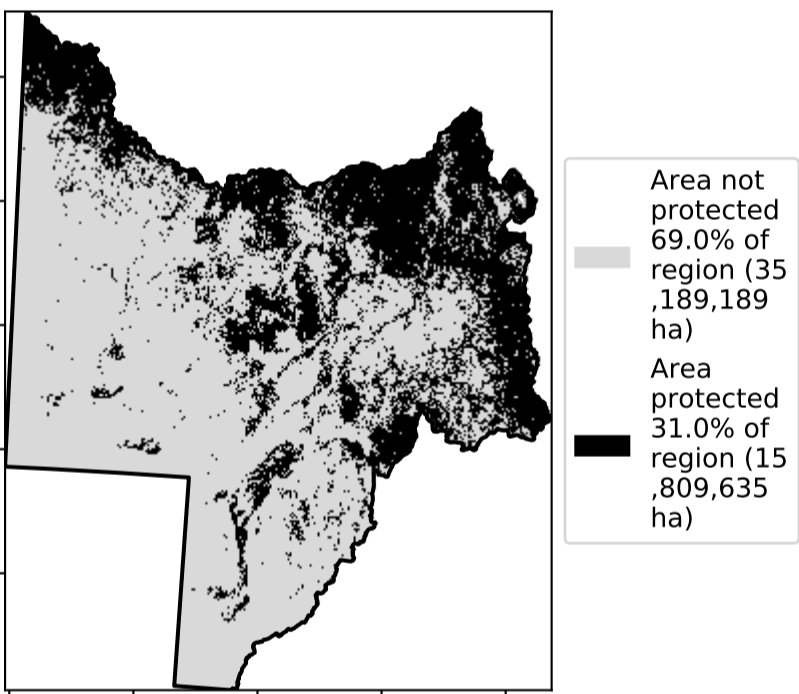 Area not
protected
69.0% of
region (35
,189,189
ha)
Area
protected
31.0% of
region (15
,809,635
ha)